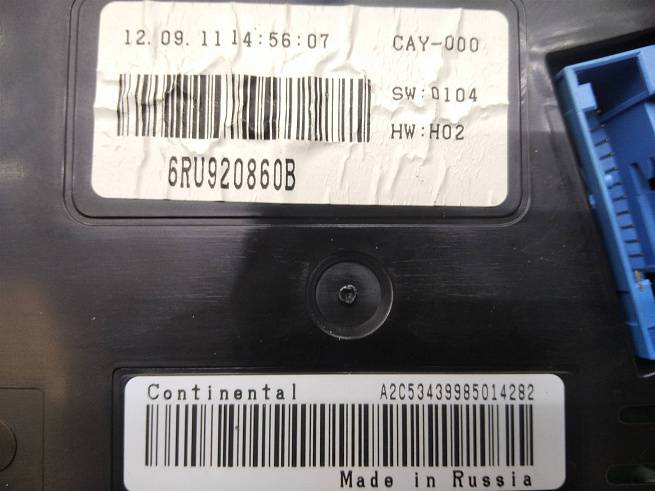 12.09.11 14:56:07 CAY-000
SW:0104
HW:H02
6RU920860B
Continental A2C53439985014282
Made in Russia